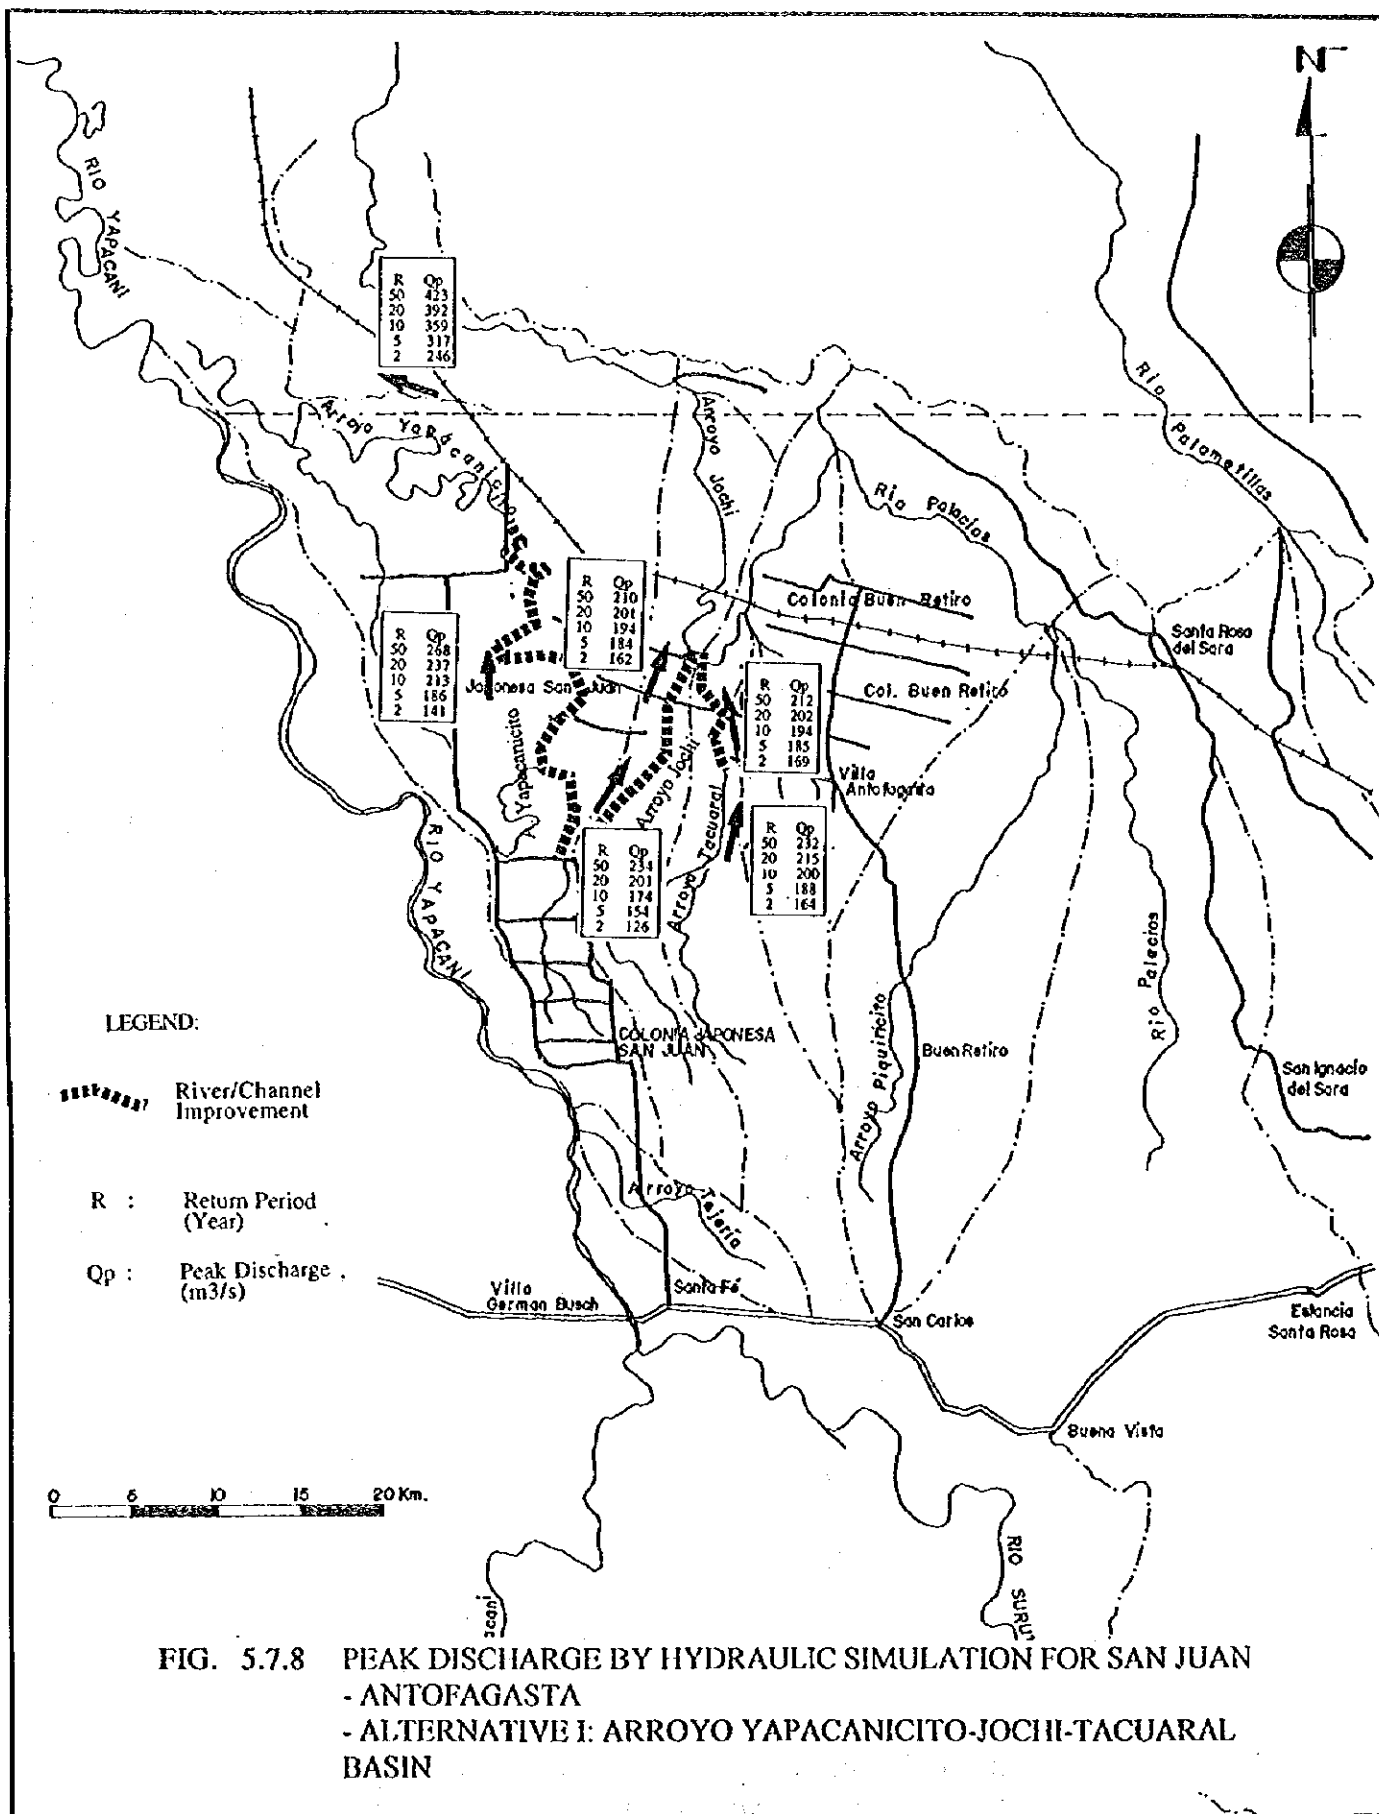 N
RIO YAPACANI
R Qp
50 423
20 392
10 359
5 317
2 246
Arroyo Yapacanicito
Arroyo Jochi
Rio Palometillas
Rio Palacios
R Qp
50 210
20 201
10 194
5 184
2 162
Colonia Buen Retiro
Santa Rosa
del Sara
R Qp
50 268
20 237
10 213
5 186
2 141
Japonesa San Juan
R Qp
50 212
20 202
10 194
5 185
2 169
Col. Buen Retiro
Yapacanicito
Arroyo Jochi
Arroyo Tacuaral
Villa
Antofagasta
R Qp
50 234
20 201
10 174
5 154
2 126
R Qp
50 232
20 215
10 200
5 188
2 164
RIO YAPACANI
Rio Palacios
LEGEND:
COLONIA JAPONESA
SAN JUAN
Arroyo Piquiricito
Buen Retiro
San Ignacio
del Sara
River/Channel
Improvement
R : Return Period
(Year)
Arroyo Tejeria
Qp : Peak Discharge
(m3/s)
Villa
German Busch
Santa Fé
San Carlos
Estancia
Santa Rosa
Buena Vista
0 5 10 15 20 Km.
RIO SURU
acani
FIG. 5.7.8 PEAK DISCHARGE BY HYDRAULIC SIMULATION FOR SAN JUAN
- ANTOFAGASTA
- ALTERNATIVE I: ARROYO YAPACANICITO-JOCHI-TACUARAL
BASIN